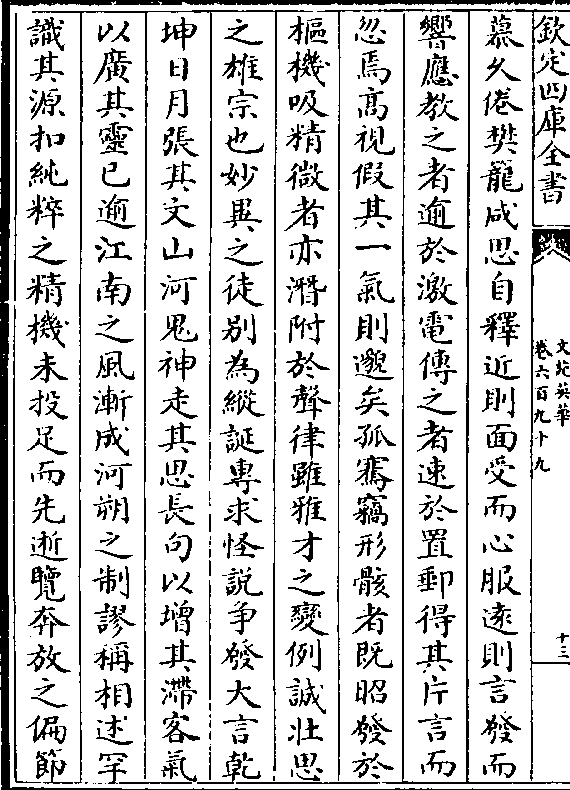 欽定四庫全書
文苑英華
卷六百九十九
十三
慕久倦樊籠咸思自釋近則面受而心服逺則言發而
響應教之者逾於激電傳之者速於置郵得其片言而
忽焉髙視假其一氣則邈矣孤騫竊形骸者既昭發於
樞機吸精微者亦潛附於聲律雖雅才之變例誠壯思
之雄宗也妙異之徒别為縱誕專求怪説争發大言乾
坤日月張其文山河鬼神走其思長句以增其滯客氣
以廣其靈已逾江南之風漸成河朔之制謬稱相述罕
識其源扣純粹之精機未投足而先逝覽奔放之偏節